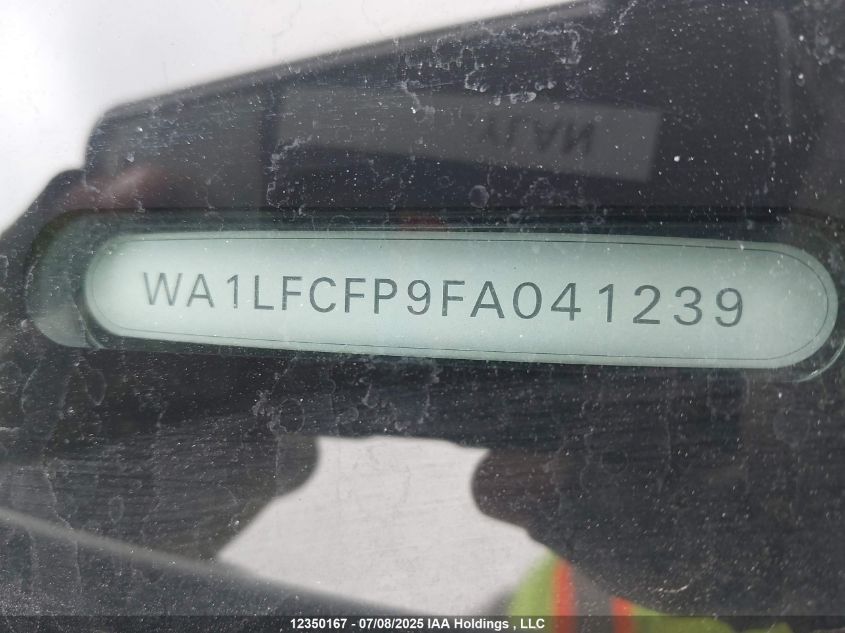 WA1LFCFP9FA041239
12350167 - 07/08/2025 IAA Holdings , LLC